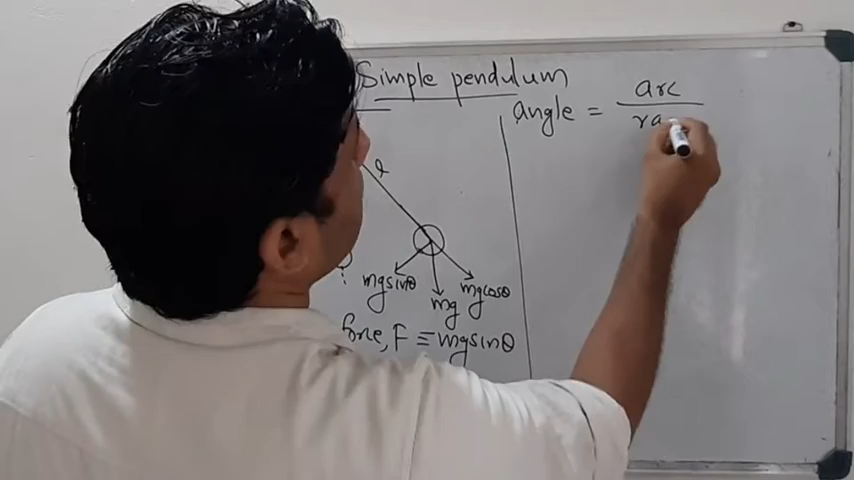 Simple pendulum
angle = arc
ra
l
mgsinθ
mg
mgcosθ
force, F = mgsinθ